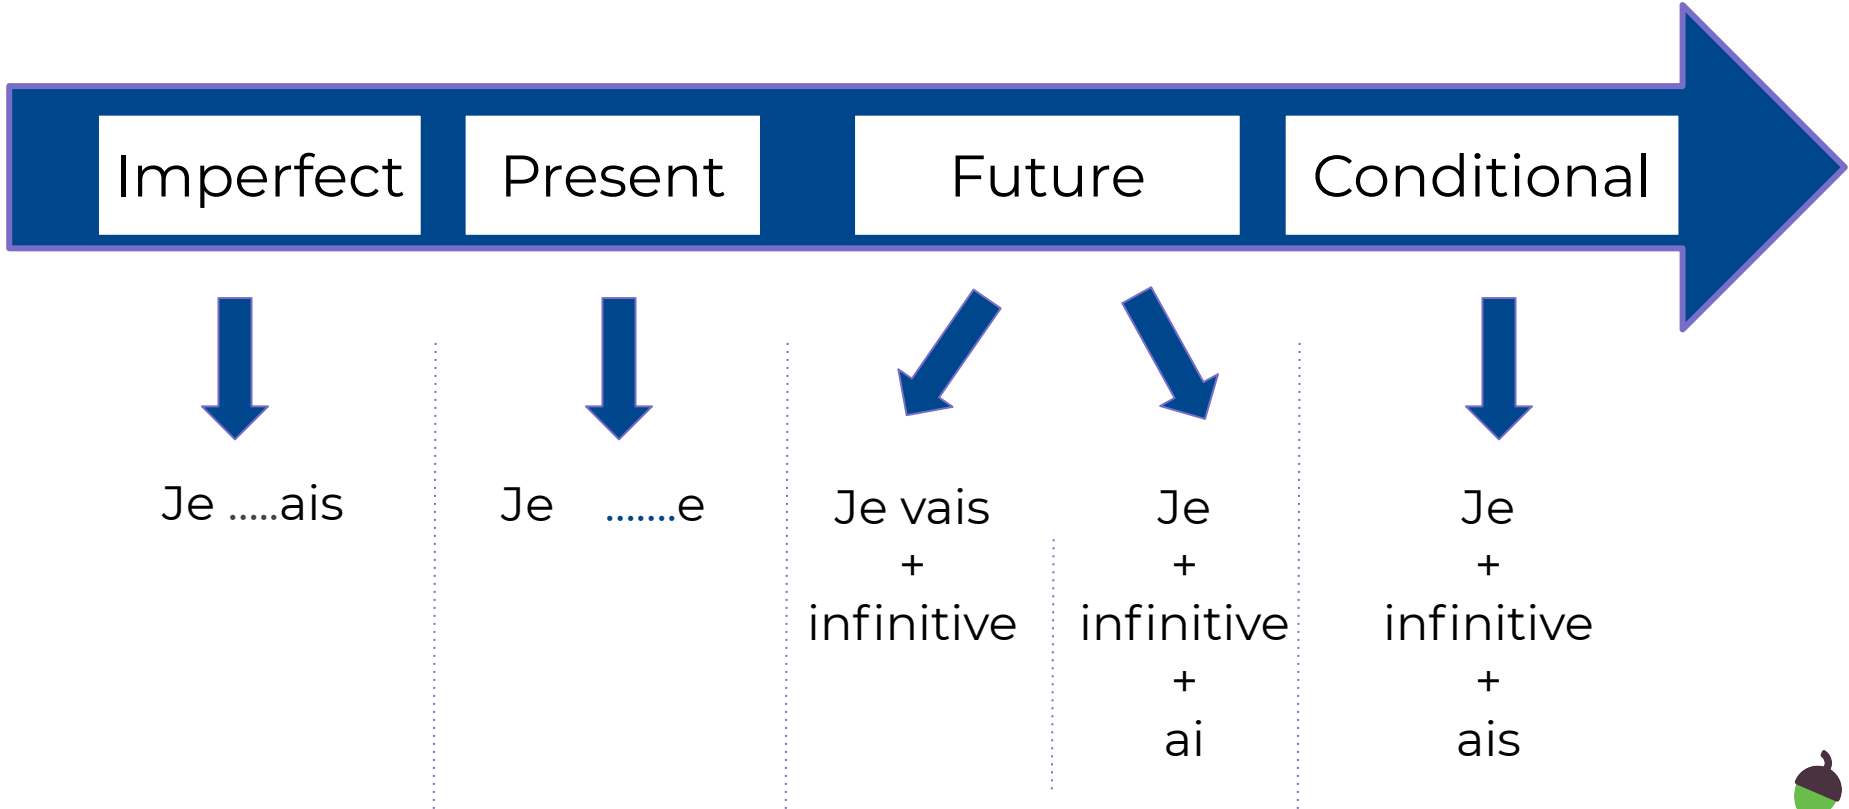 Imperfect
Present
Future
Conditional
Je .....ais
Je .......e
Je vais
+
infinitive
Je
+
infinitive
+
ai
Je
+
infinitive
+
ais